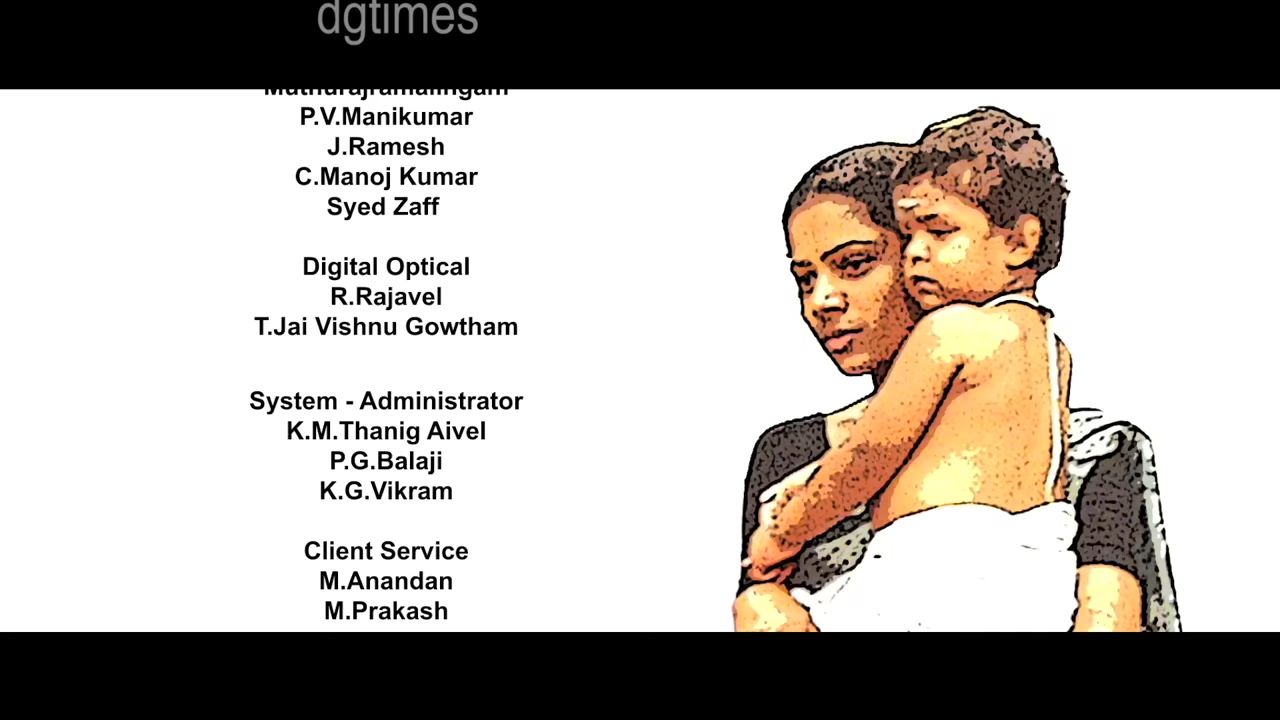 dgtimes
Muthurajramalingam
P.V.Manikumar
J.Ramesh
C.Manoj Kumar
Syed Zaff
Digital Optical
R.Rajavel
T.Jai Vishnu Gowtham
System - Administrator
K.M.Thanig Aivel
P.G.Balaji
K.G.Vikram
Client Service
M.Anandan
M.Prakash